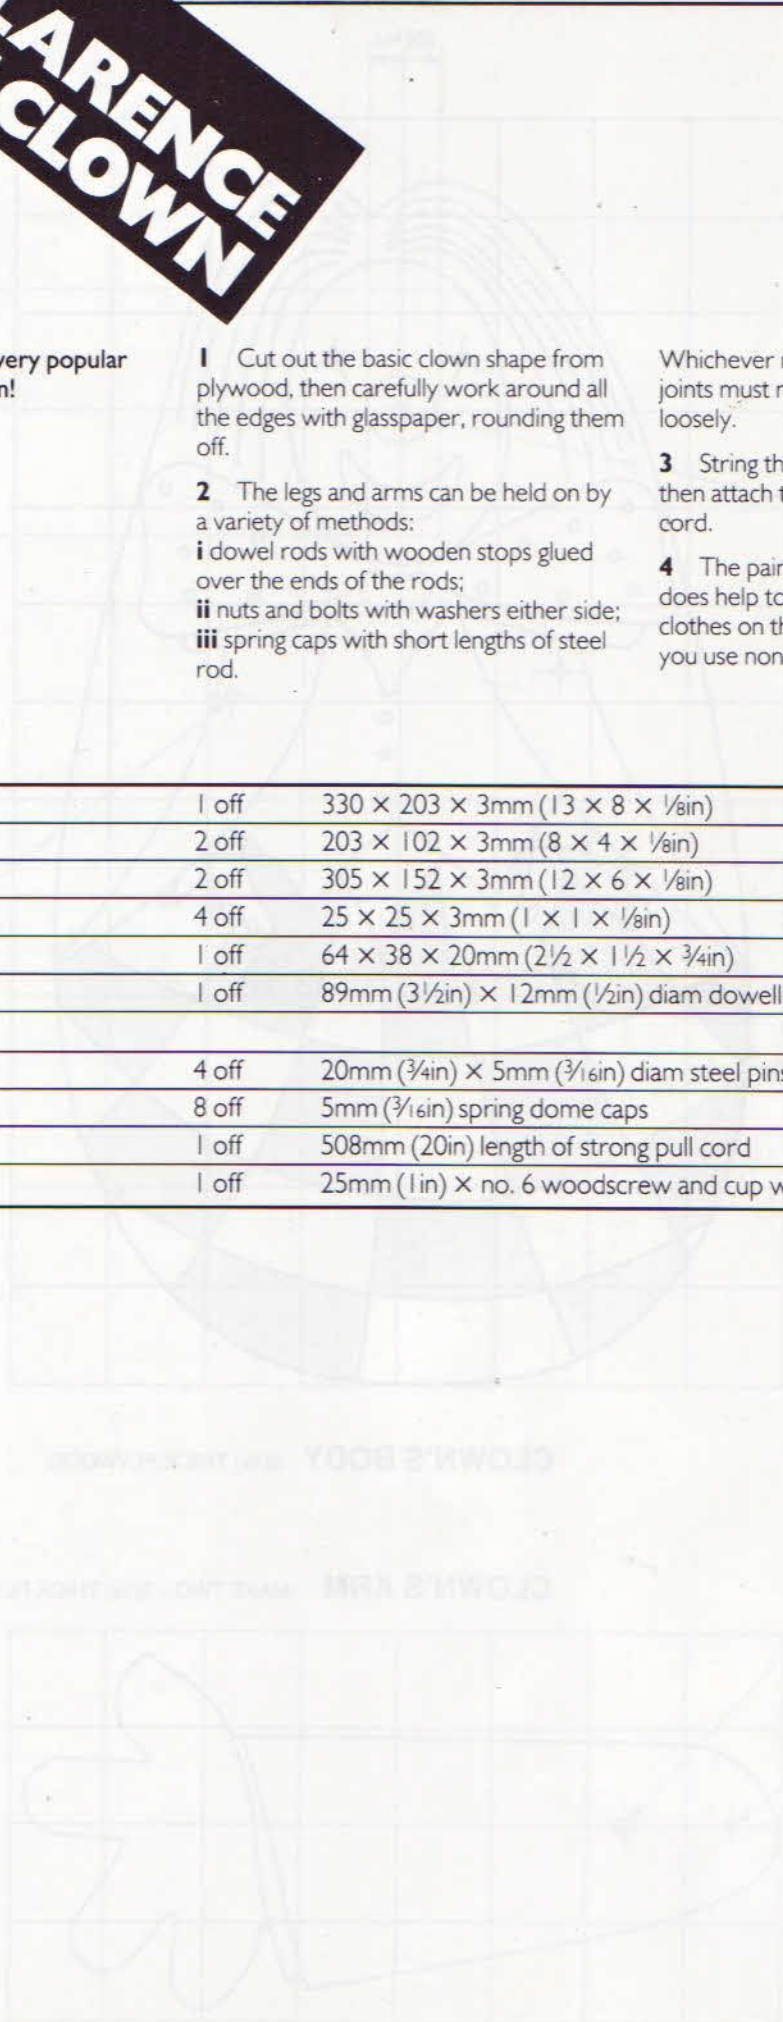 LARENCE
CLOWN
very popular
n!
1 Cut out the basic clown shape from
plywood, then carefully work around all
the edges with glasspaper, rounding them
off.
2 The legs and arms can be held on by
a variety of methods:
i dowel rods with wooden stops glued
over the ends of the rods;
ii nuts and bolts with washers either side;
iii spring caps with short lengths of steel
rod.
Whichever
joints must
loosely.
3 String th
then attach
cord.
4 The pain
does help to
clothes on th
you use non
1 off 330 × 203 × 3mm (13 × 8 × 1/8in)
2 off 203 × 102 × 3mm (8 × 4 × 1/8in)
2 off 305 × 152 × 3mm (12 × 6 × 1/8in)
4 off 25 × 25 × 3mm (1 × 1 × 1/8in)
1 off 64 × 38 × 20mm (2½ × 1½ × ¾in)
1 off 89mm (3½in) × 12mm (½in) diam dowell
4 off 20mm (¾in) × 5mm (3/16in) diam steel pins
8 off 5mm (3/16in) spring dome caps
1 off 508mm (20in) length of strong pull cord
1 off 25mm (1in) × no. 6 woodscrew and cup w
CLOWN'S BODY
CLOWN'S ARM